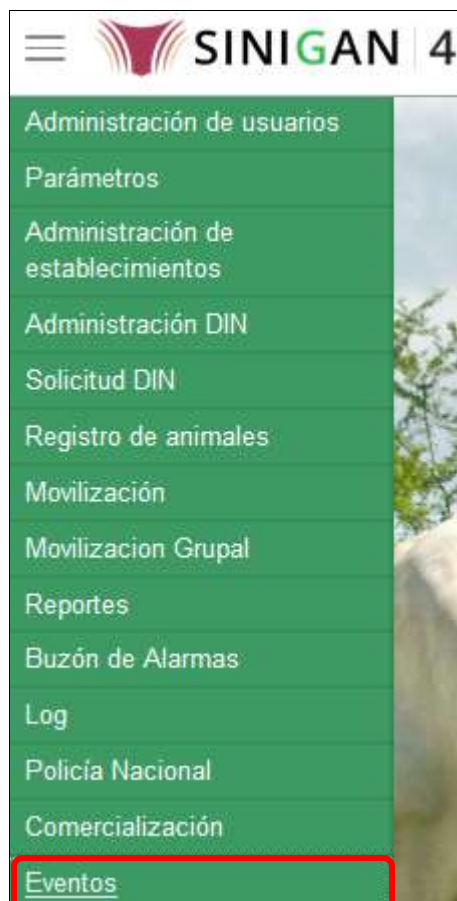 SINIGAN 4
Administración de usuarios
Parámetros
Administración de
establecimientos
Administración DIN
Solicitud DIN
Registro de animales
Movilización
Movilizacion Grupal
Reportes
Buzón de Alarmas
Log
Policía Nacional
Comercialización
Eventos